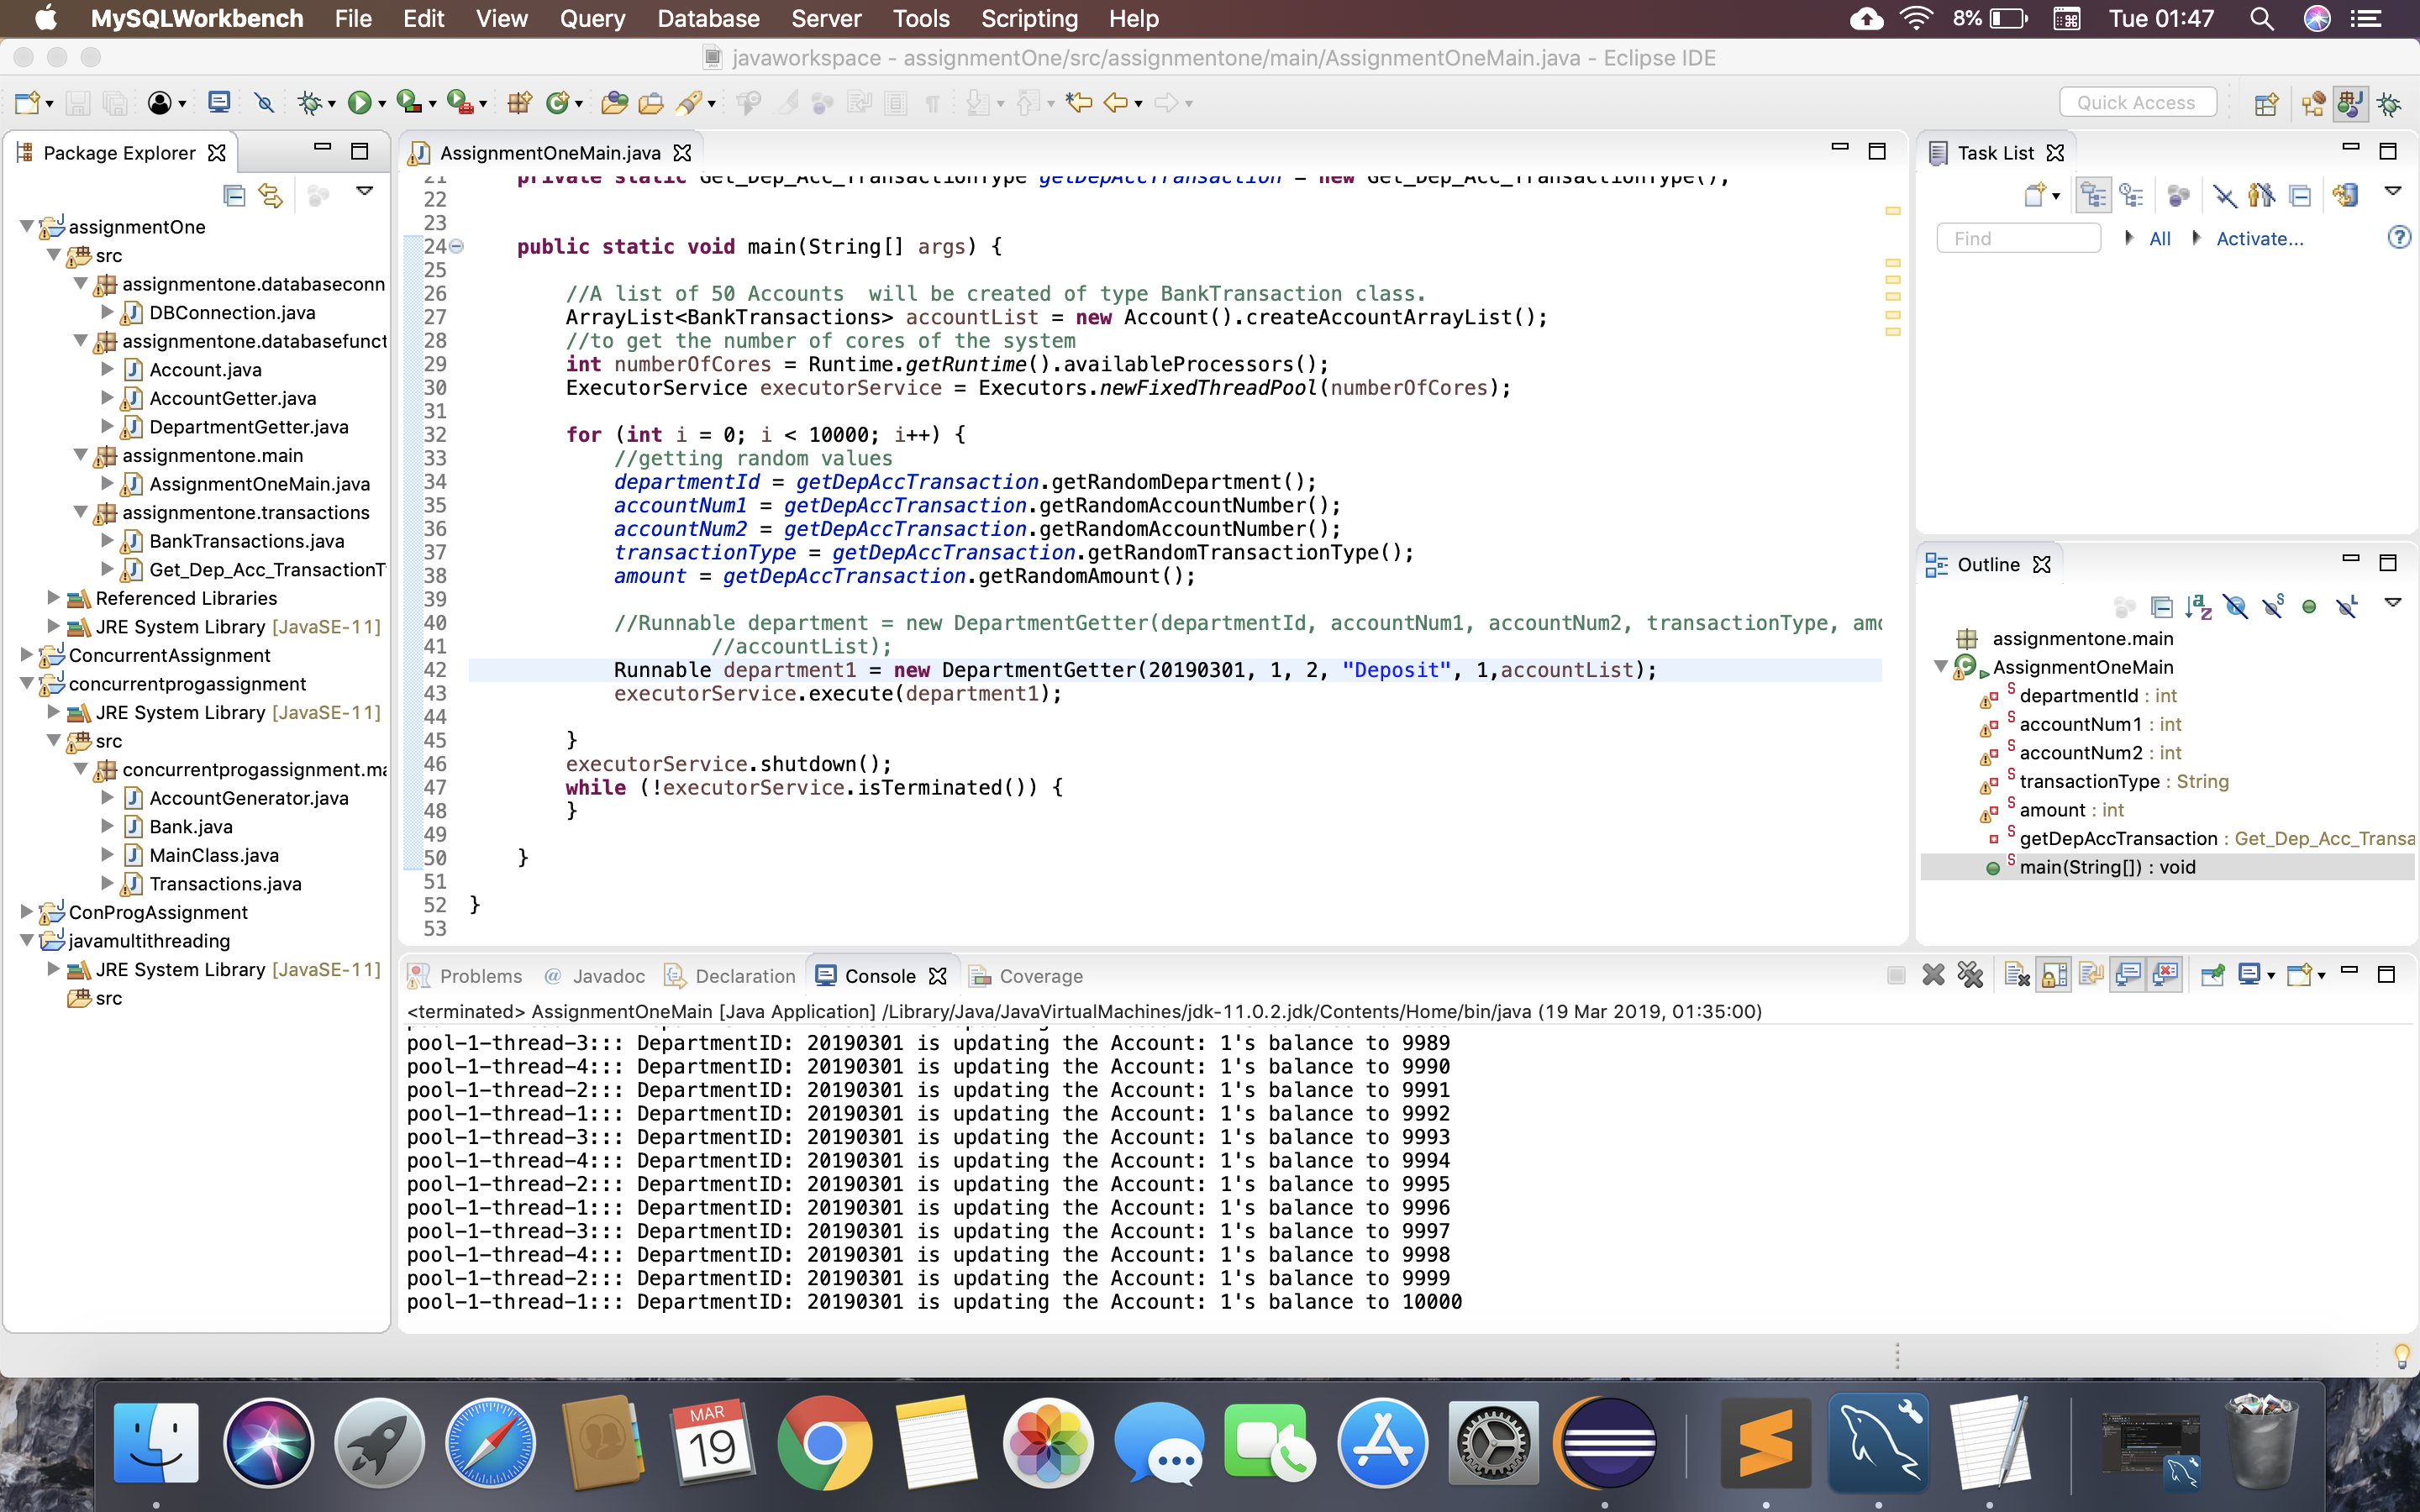 MySQLWorkbench File Edit View Query Database Server Tools Scripting Help 8% Tue 01:47
javaworkspace - assignmentOne/src/assignmentone/main/AssignmentOneMain.java - Eclipse IDE
Quick Access
Package Explorer
assignmentOne
src
assignmentone.databaseconn
DBConnection.java
assignmentone.databasefunct
Account.java
AccountGetter.java
DepartmentGetter.java
assignmentone.main
AssignmentOneMain.java
assignmentone.transactions
BankTransactions.java
Get_Dep_Acc_TransactionT
Referenced Libraries
JRE System Library [JavaSE-11]
ConcurrentAssignment
concurrentprogassignment
JRE System Library [JavaSE-11]
src
concurrentprogassignment.ma
AccountGenerator.java
Bank.java
MainClass.java
Transactions.java
ConProgAssignment
javamultithreading
JRE System Library [JavaSE-11]
src
AssignmentOneMain.java
21 private static Get_Dep_Acc_TransactionType getDepAccTransaction = new Get_Dep_Acc_TransactionType();
22
23
24 public static void main(String[] args) {
25
26 //A list of 50 Accounts  will be created of type BankTransaction class.
27 ArrayList<BankTransactions> accountList = new Account().createAccountArrayList();
28 //to get the number of cores of the system
29 int numberOfCores = Runtime.getRuntime().availableProcessors();
30 ExecutorService executorService = Executors.newFixedThreadPool(numberOfCores);
31
32 for (int i = 0; i < 10000; i++) {
33 //getting random values
34 departmentId = getDepAccTransaction.getRandomDepartment();
35 accountNum1 = getDepAccTransaction.getRandomAccountNumber();
36 accountNum2 = getDepAccTransaction.getRandomAccountNumber();
37 transactionType = getDepAccTransaction.getRandomTransactionType();
38 amount = getDepAccTransaction.getRandomAmount();
39
40 //Runnable department = new DepartmentGetter(departmentId, accountNum1, accountNum2, transactionType, amo
41 //accountList);
42 Runnable department1 = new DepartmentGetter(20190301, 1, 2, "Deposit", 1,accountList);
43 executorService.execute(department1);
44
45 }
46 executorService.shutdown();
47 while (!executorService.isTerminated()) {
48 }
49
50 }
51
52 }
53
Task List
Find All Activate...
Outline
assignmentone.main
AssignmentOneMain
departmentId : int
accountNum1 : int
accountNum2 : int
transactionType : String
amount : int
getDepAccTransaction : Get_Dep_Acc_Transa
main(String[]) : void
Problems Javadoc Declaration Console Coverage
<terminated> AssignmentOneMain [Java Application] /Library/Java/JavaVirtualMachines/jdk-11.0.2.jdk/Contents/Home/bin/java (19 Mar 2019, 01:35:00)
pool-1-thread-3::: DepartmentID: 20190301 is updating the Account: 1's balance to 9989
pool-1-thread-4::: DepartmentID: 20190301 is updating the Account: 1's balance to 9990
pool-1-thread-2::: DepartmentID: 20190301 is updating the Account: 1's balance to 9991
pool-1-thread-1::: DepartmentID: 20190301 is updating the Account: 1's balance to 9992
pool-1-thread-3::: DepartmentID: 20190301 is updating the Account: 1's balance to 9993
pool-1-thread-4::: DepartmentID: 20190301 is updating the Account: 1's balance to 9994
pool-1-thread-2::: DepartmentID: 20190301 is updating the Account: 1's balance to 9995
pool-1-thread-1::: DepartmentID: 20190301 is updating the Account: 1's balance to 9996
pool-1-thread-3::: DepartmentID: 20190301 is updating the Account: 1's balance to 9997
pool-1-thread-4::: DepartmentID: 20190301 is updating the Account: 1's balance to 9998
pool-1-thread-2::: DepartmentID: 20190301 is updating the Account: 1's balance to 9999
pool-1-thread-1::: DepartmentID: 20190301 is updating the Account: 1's balance to 10000
MAR
19